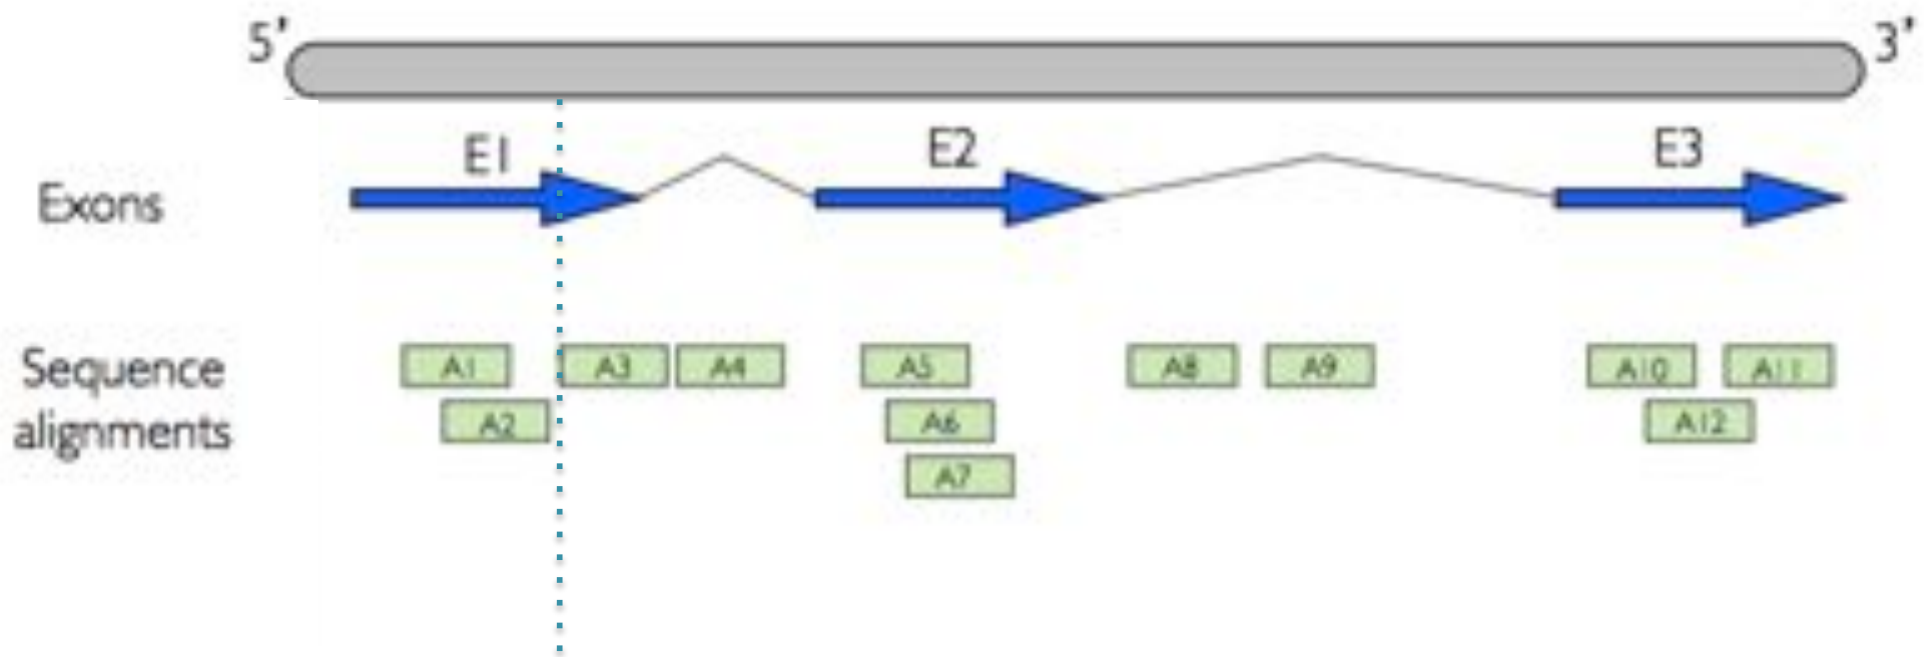 5' 3'
E1 E2 E3
Exons
Sequence
alignments
A1 A3 A4 A5 A8 A9 A10 A11
A2 A6 A12
A7